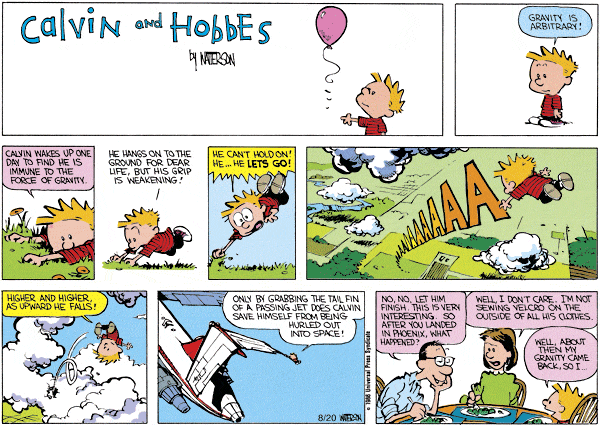 Calvin and Hobbes
by WATTERSON
GRAVITY IS
ARBITRARY!
CALVIN WAKES UP ONE
DAY TO FIND HE IS
IMMUNE TO THE
FORCE OF GRAVITY.
HE HANGS ON TO THE
GROUND FOR DEAR
LIFE, BUT HIS GRIP
IS WEAKENING!
HE CAN'T HOLD ON!
HE... HE LETS GO!
AAAAAAAA
HIGHER AND HIGHER,
AS UPWARD HE FALLS!
ONLY BY GRABBING THE TAIL FIN
OF A PASSING JET DOES CALVIN
SAVE HIMSELF FROM BEING
HURLED OUT
INTO SPACE!
8/20 WATTERSON
© 1986 Universal Press Syndicate
NO, NO, LET HIM
FINISH. THIS IS VERY
INTERESTING. SO
AFTER YOU LANDED
IN PHOENIX, WHAT
HAPPENED?
WELL, I DON'T CARE. I'M NOT
SEWING VELCRO ON THE
OUTSIDE OF ALL HIS CLOTHES.
WELL, ABOUT
THEN MY
GRAVITY CAME
BACK, SO I...